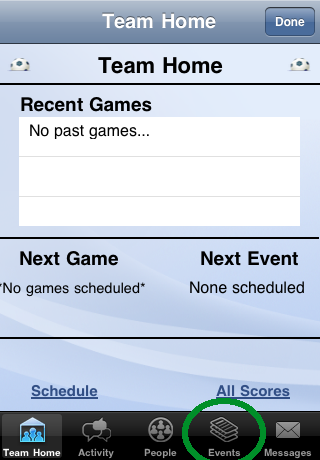 Team Home
Done
Team Home
Recent Games
No past games...
Next Game
Next Event
*No games scheduled*
None scheduled
Schedule
All Scores
Team Home
Activity
People
Events
Messages